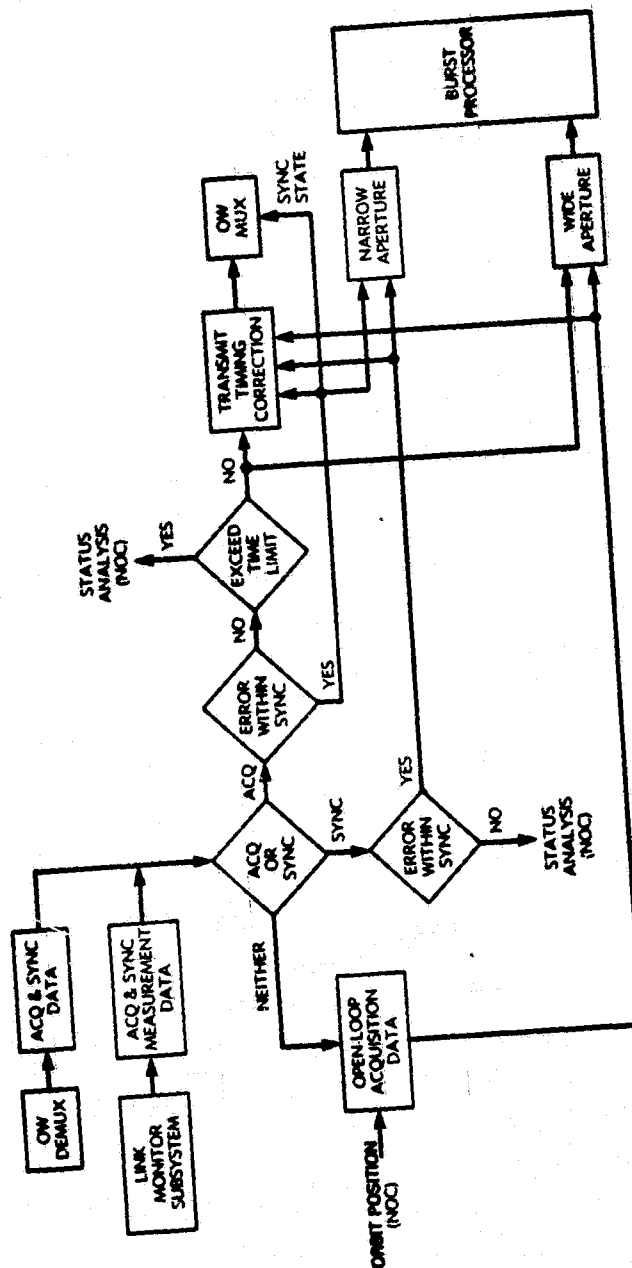 OW
DEMUX
ACQ & SYNC
DATA
LINK
MONITOR
SUBSYSTEM
ACQ & SYNC
MEASUREMENT
DATA
ORBIT POSITION
(NOC)
OPEN-LOOP
ACQUISITION
DATA
NEITHER
ACQ
OR
SYNC
ACQ
SYNC
ERROR
WITHIN
SYNC
NO
YES
ERROR
WITHIN
SYNC
YES
NO
STATUS
ANALYSIS
(NOC)
EXCEED
TIME
LIMIT
YES
STATUS
ANALYSIS
(NOC)
NO
TRANSMIT
TIMING
CORRECTION
OW
MUX
SYNC
STATE
NARROW
APERTURE
WIDE
APERTURE
BURST
PROCESSOR